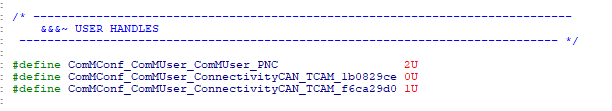 /* -----------------------------------------------------------------------------
    &&&~ USER HANDLES
 ----------------------------------------------------------------------------- */
#define ComMConf_ComMUser_ComMUser_PNC 2U
#define ComMConf_ComMUser_ConnectivityCAN_TCAM_1b0829ce 0U
#define ComMConf_ComMUser_ConnectivityCAN_TCAM_f6ca29d0 1U